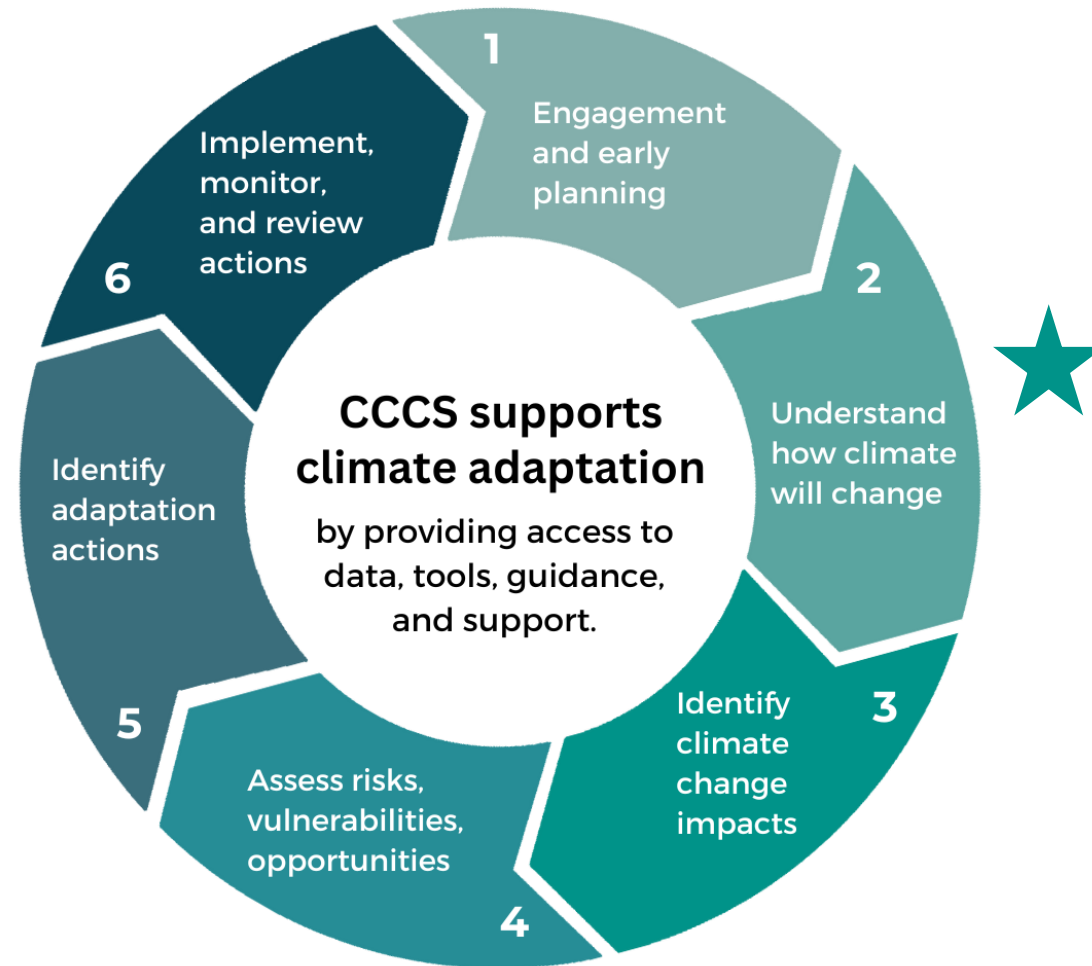 CCCS supports
climate adaptation
by providing access to
data, tools, guidance,
and support.
1
Engagement
and early
planning
2
Understand
how climate
will change
3
Identify
climate
change
impacts
4
Assess risks,
vulnerabilities,
opportunities
5
Identify
adaptation
actions
6
Implement,
monitor,
and review
actions